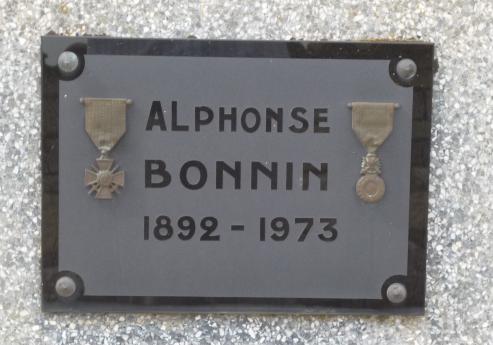 ALPHONSE
BONNIN
1892 - 1973